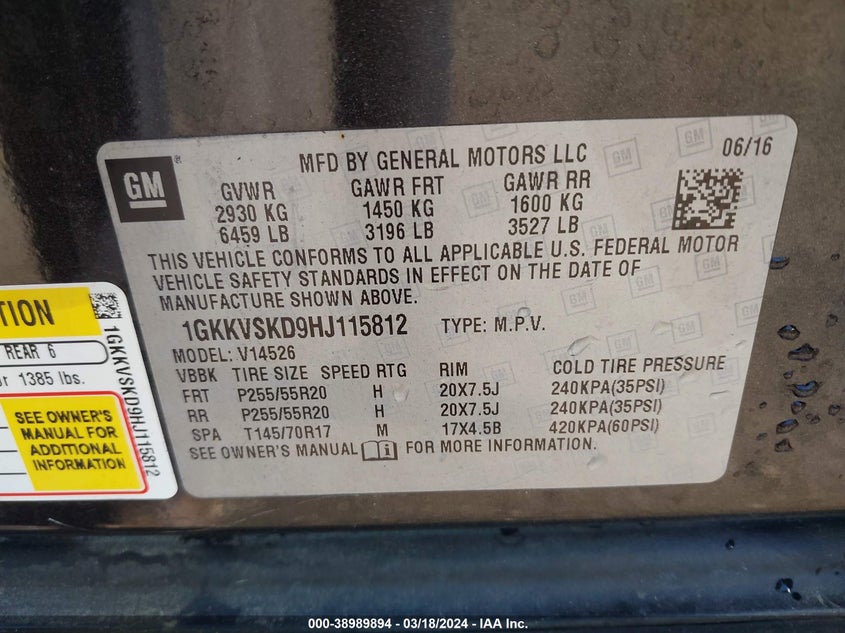 GM
MFD BY GENERAL MOTORS LLC
06/16
GVWR GAWR FRT GAWR RR
2930 KG 1450 KG 1600 KG
6459 LB 3196 LB 3527 LB
THIS VEHICLE CONFORMS TO ALL APPLICABLE U.S. FEDERAL MOTOR
VEHICLE SAFETY STANDARDS IN EFFECT ON THE DATE OF
MANUFACTURE SHOWN ABOVE.
1GKKVSKD9HJ115812 TYPE: M.P.V.
MODEL: V14526
VBBK TIRE SIZE SPEED RTG RIM COLD TIRE PRESSURE
FRT P255/55R20 H 20X7.5J 240KPA(35PSI)
RR P255/55R20 H 20X7.5J 240KPA(35PSI)
SPA T145/70R17 M 17X4.5B 420KPA(60PSI)
SEE OWNER'S MANUAL FOR MORE INFORMATION.
TION
REAR 6
or 1385 lbs.
SEE OWNER'S
MANUAL FOR
ADDITIONAL
INFORMATION
1GKKVSKD9HJ115812
000-38989894 — 03/18/2024 — IAA Inc.